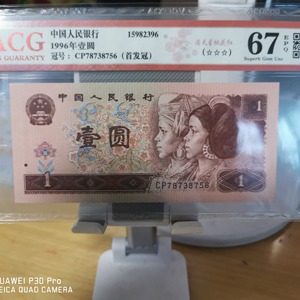 ACG
GUARANTY
中国人民银行
15982396
1996年壹圆
冠号: CP78738756 (首发冠)
(☆☆☆)
67 EPQ
Superb Gem Unc
中国人民银行
1
壹圆
1
CP78738756
1
HUAWEI P30 Pro
LEICA QUAD CAMERA